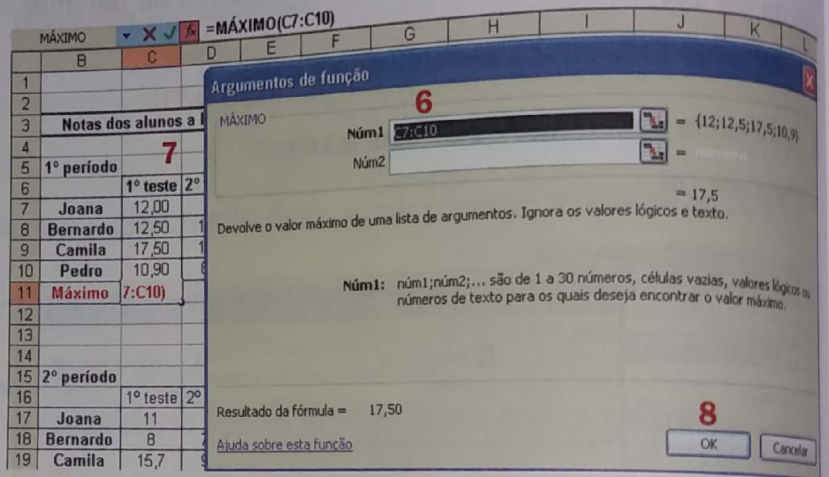 MÁXIMO =MÁXIMO(C7:C10)
B C D E F G H I J K L
Argumentos de função
1
2
3 Notas dos alunos a
MÁXIMO 6
Núm1 C7:C10 = {12;12,5;17,5;10,9}
4 7
Núm2 =
5 1º período
6 1º teste 2º
= 17,5
7 Joana 12,00
Devolve o valor máximo de uma lista de argumentos. Ignora os valores lógicos e texto.
8 Bernardo 12,50 1
9 Camila 17,50 1
10 Pedro 10,90 8
Núm1: núm1;núm2;... são de 1 a 30 números, células vazias, valores lógicos ou
números de texto para os quais deseja encontrar o valor máximo.
11 Máximo 7:C10)
12
13
14
15 2º período
16 1º teste 2º
Resultado da fórmula = 17,50
8
17 Joana 11
18 Bernardo 8 7
Ajuda sobre esta função
OK Cancelar
19 Camila 15,7 9